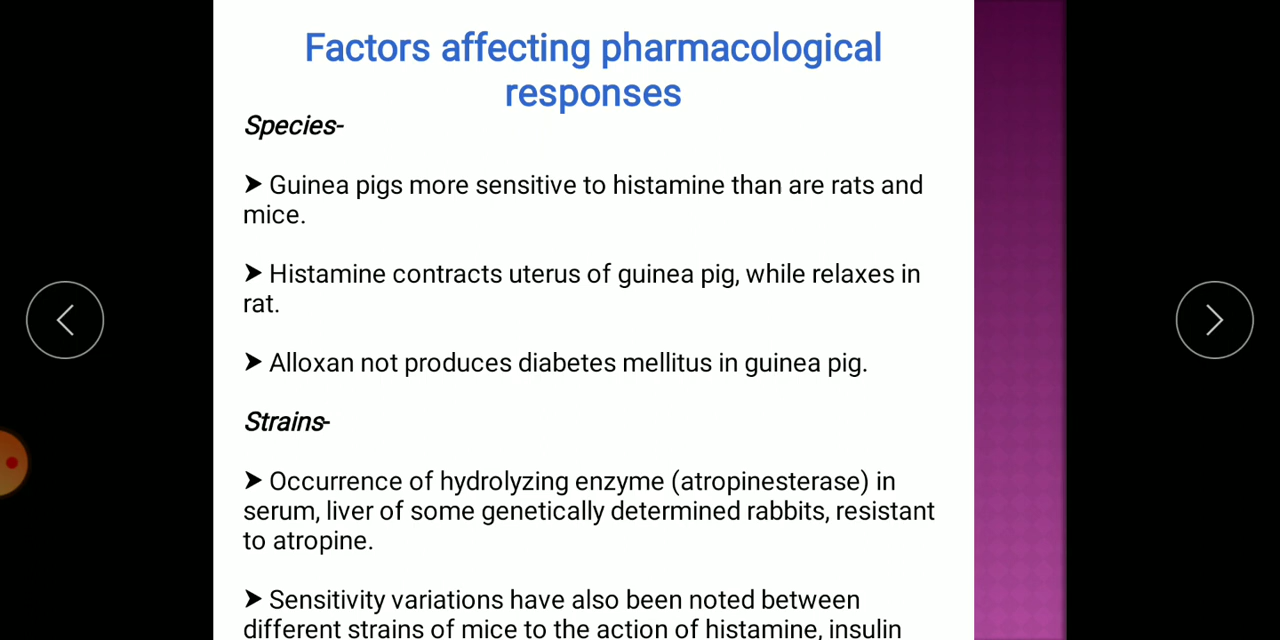 Factors affecting pharmacological
responses
Species-
➤ Guinea pigs more sensitive to histamine than are rats and
mice.
➤ Histamine contracts uterus of guinea pig, while relaxes in
rat.
➤ Alloxan not produces diabetes mellitus in guinea pig.
Strains-
➤ Occurrence of hydrolyzing enzyme (atropinesterase) in
serum, liver of some genetically determined rabbits, resistant
to atropine.
➤ Sensitivity variations have also been noted between
different strains of mice to the action of histamine, insulin